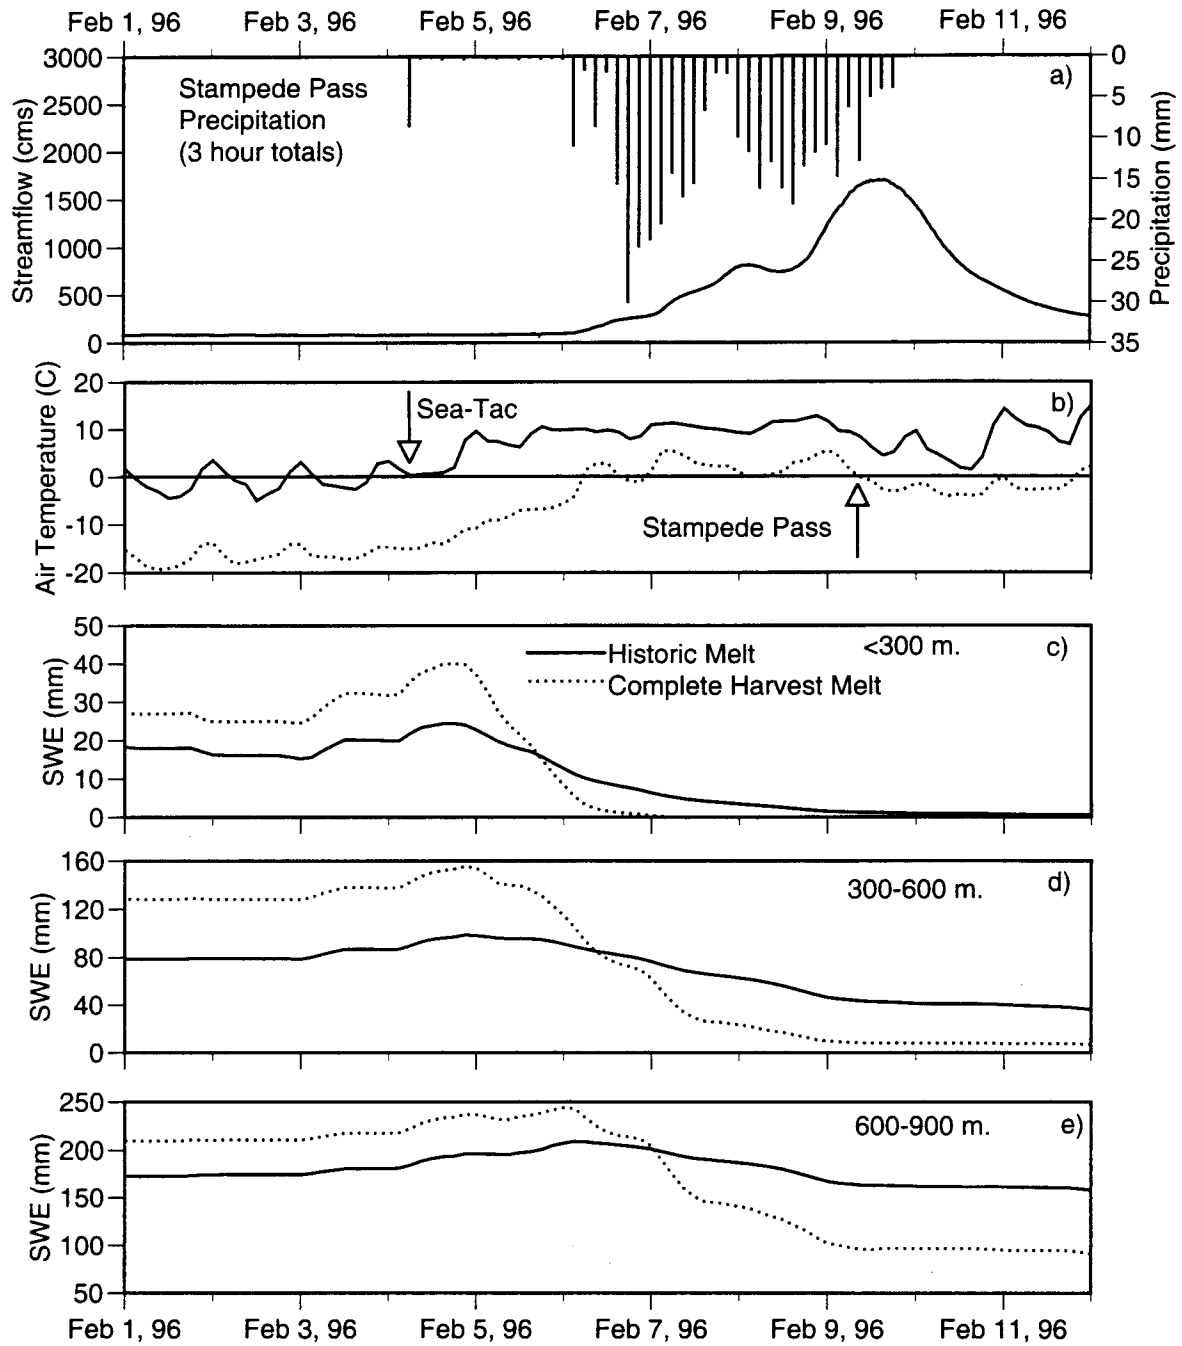 Feb 1, 96 Feb 3, 96 Feb 5, 96 Feb 7, 96 Feb 9, 96 Feb 11, 96
Streamflow (cms)
3000
2500
2000
1500
1000
500
0
Stampede Pass
Precipitation
(3 hour totals)
a)
0
5
10
15
20
25
30
35
Precipitation (mm)
Air Temperature (C)
20
10
0
-10
-20
Sea-Tac
Stampede Pass
b)
SWE (mm)
50
40
30
20
10
0
Historic Melt
Complete Harvest Melt
<300 m.
c)
SWE (mm)
160
120
80
40
0
300-600 m.
d)
SWE (mm)
250
200
150
100
50
600-900 m.
e)
Feb 1, 96 Feb 3, 96 Feb 5, 96 Feb 7, 96 Feb 9, 96 Feb 11, 96